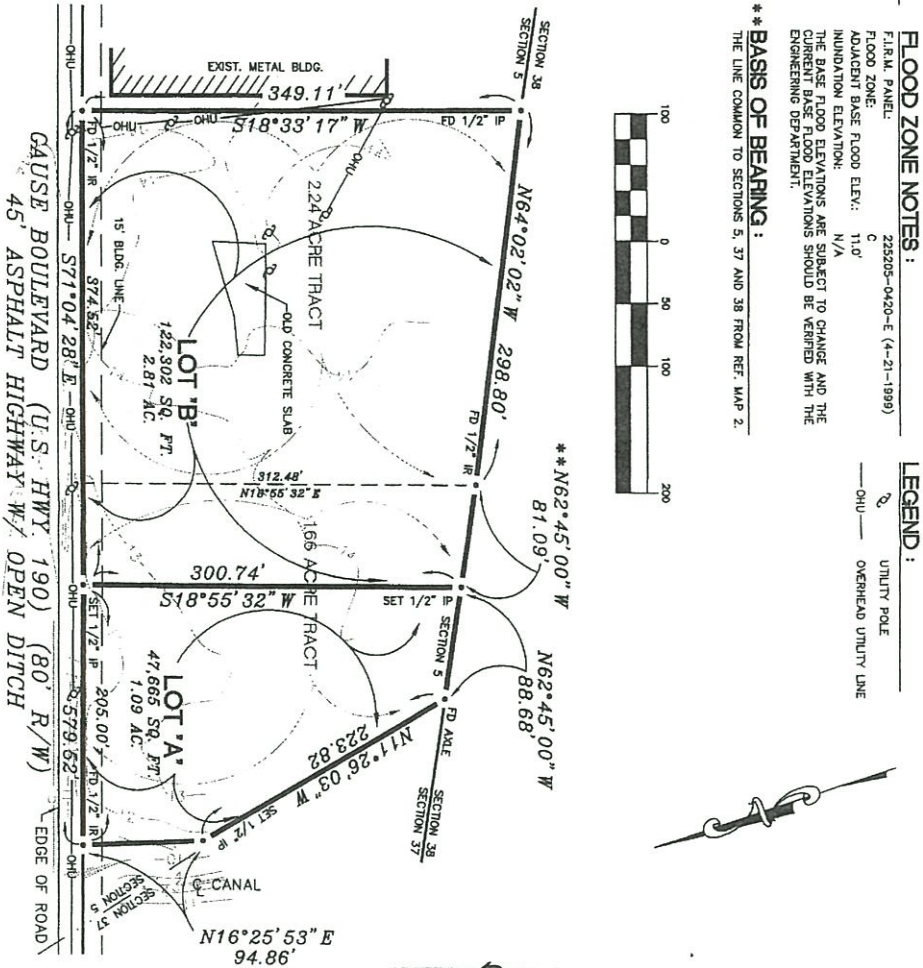 FLOOD ZONE NOTES :
F.I.R.M. PANEL: 225205-0420-E (4-21-1999)
FLOOD ZONE: C
ADJACENT BASE FLOOD ELEV.: 11.0'
INUNDATION ELEVATION: N/A
THE BASE FLOOD ELEVATIONS ARE SUBJECT TO CHANGE AND THE
CURRENT BASE FLOOD ELEVATIONS SHOULD BE VERIFIED WITH THE
ENGINEERING DEPARTMENT.
**BASIS OF BEARING :
THE LINE COMMON TO SECTIONS 5, 37 AND 38 FROM REF. MAP 2.
LEGEND :
UTILITY POLE
OHU OVERHEAD UTILITY LINE
100 0 50 100 200
SECTION 38
SECTION 5
N64°02'02"W 298.80'
FD 1/2" IR
**N62°45'00"W
81.09'
N62°45'00"W
88.68'
SECTION 5
FD AXLE
SECTION 38
SECTION 37
EXIST. METAL BLDG.
349.11'
S18°33'17"W
FD 1/2" IP
OHU
OHU
OHU
FD 1/2" IR
2.24 ACRE TRACT
OLD CONCRETE SLAB
15' BLDG. LINE
LOT "B"
122,302 SQ. FT.
2.81 AC.
312.48'
N18°55'32"E
1.66 ACRE TRACT
300.74'
S18°55'32"W
SET 1/2" IP
SET 1/2" IP
LOT "A"
47,665 SQ. FT.
1.09 AC.
N11°26'03"W
223.82
SET 1/2" IP
℄ CANAL
SECTION 37
SECTION 5
N16°25'53"E
94.86'
374.52'
205.00'
FD 1/2" IR
OHU OHU S71°04'28"E OHU OHU OHU 579.52' OHU
EDGE OF ROAD
GAUSE BOULEVARD (U.S. HWY. 190) (80' R/W)
45' ASPHALT HIGHWAY W/ OPEN DITCH